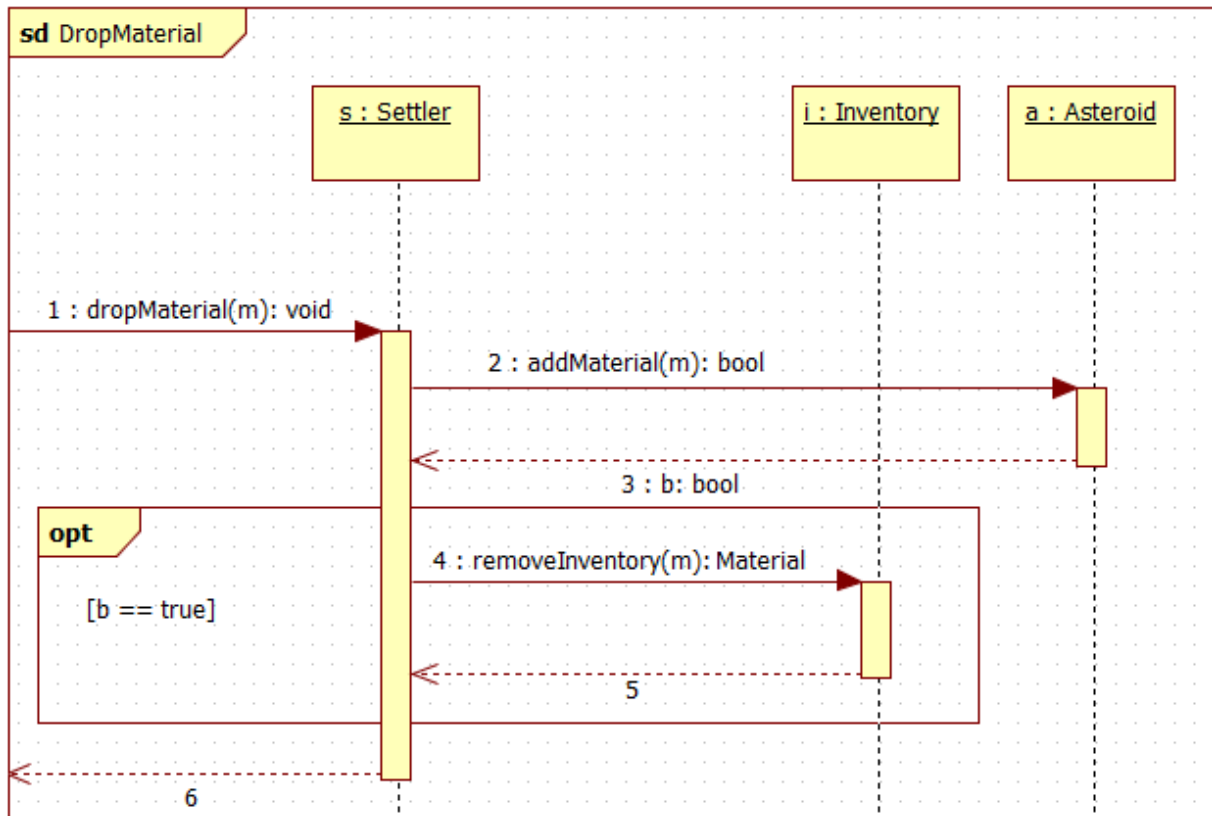 sd DropMaterial
s : Settler
i : Inventory
a : Asteroid
1 : dropMaterial(m): void
2 : addMaterial(m): bool
3 : b: bool
opt
4 : removeInventory(m): Material
[b == true]
5
6